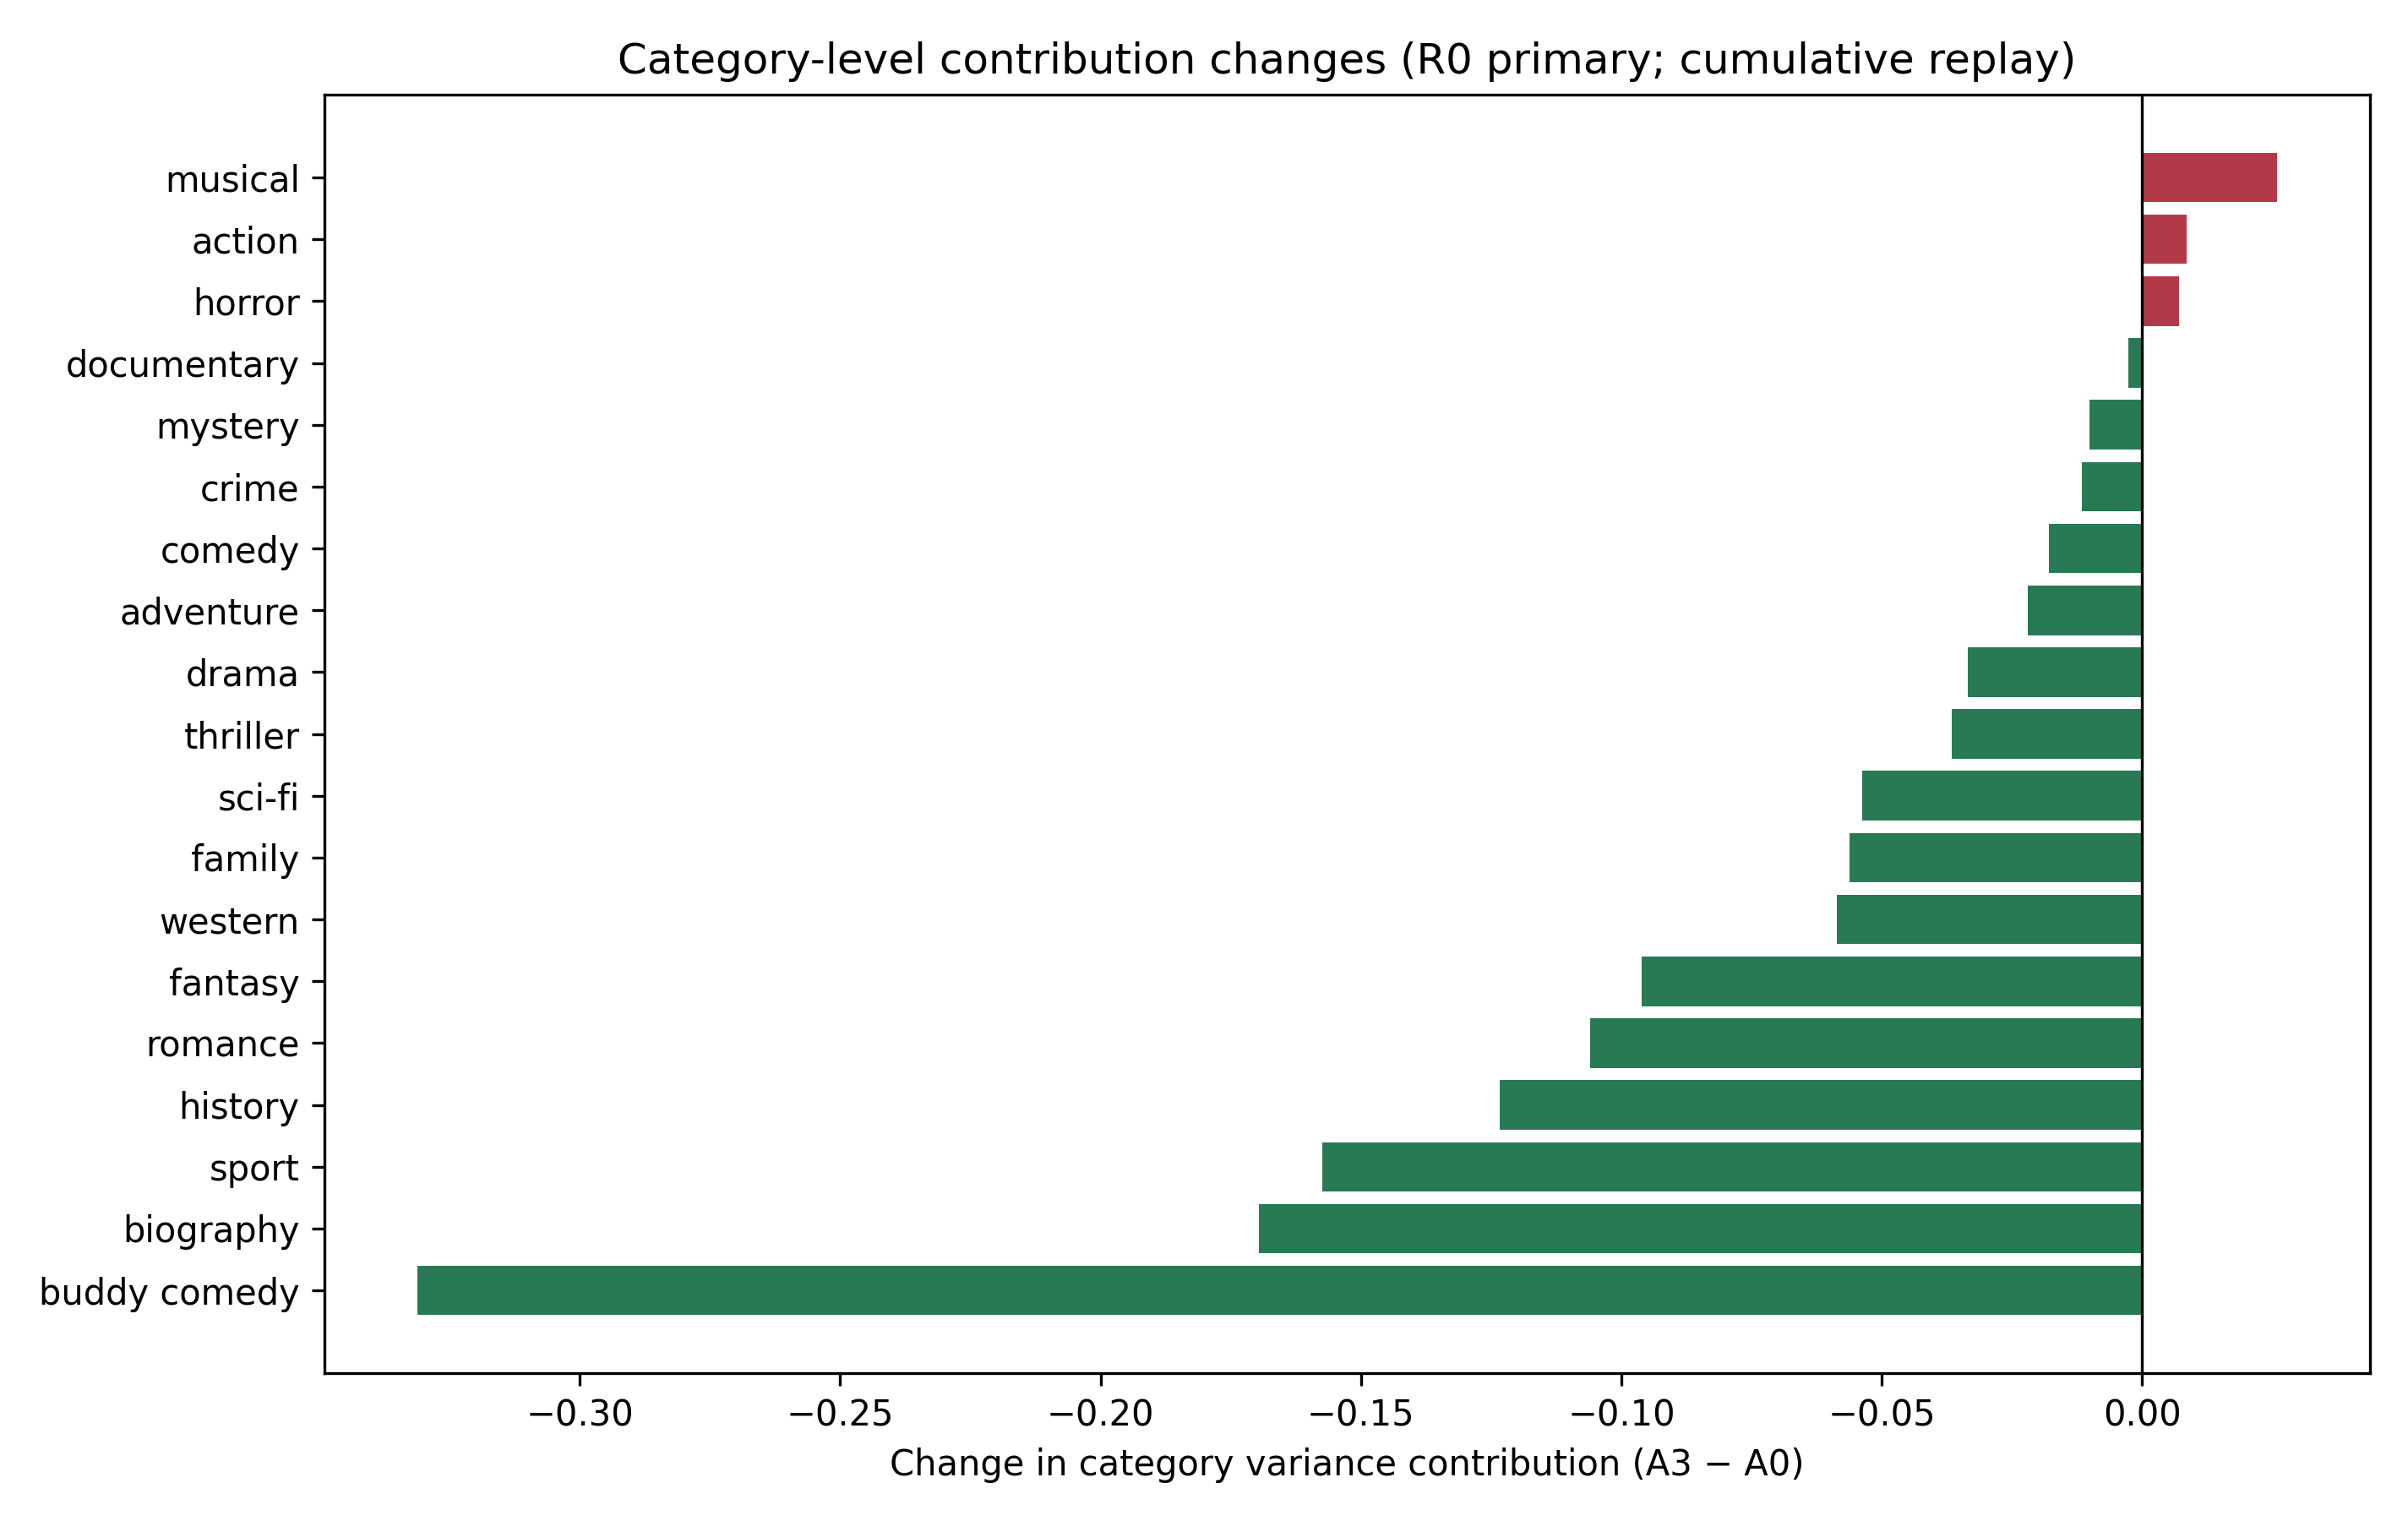 Category-level contribution changes (R0 primary; cumulative replay)
musical
action
horror
documentary
mystery
crime
comedy
adventure
drama
thriller
sci-fi
family
western
fantasy
romance
history
sport
biography
buddy comedy
−0.30 −0.25 −0.20 −0.15 −0.10 −0.05 0.00
Change in category variance contribution (A3 − A0)